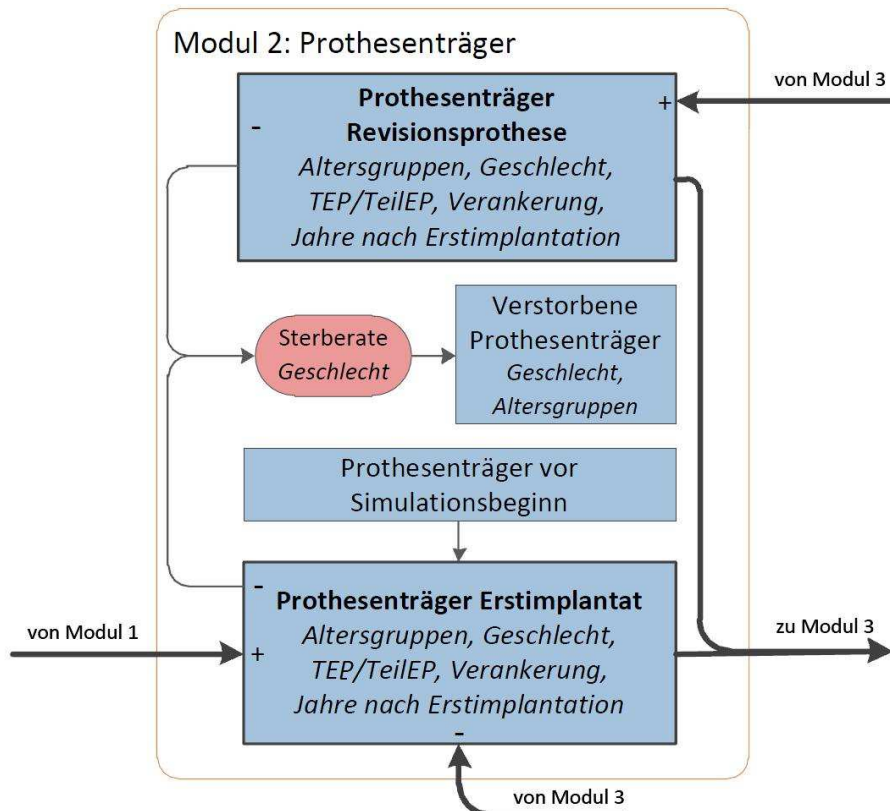 Modul 2: Prothesenträger
von Modul 3
Prothesenträger
+
-
Revisionsprothese
Altersgruppen, Geschlecht,
TEP/TeilEP, Verankerung,
Jahre nach Erstimplantation
Sterberate
Geschlecht
Verstorbene
Prothesenträger
Geschlecht,
Altersgruppen
Prothesenträger vor
Simulationsbeginn
-
Prothesenträger Erstimplantat
von Modul 1
+
Altersgruppen, Geschlecht,
TEP/TeilEP, Verankerung,
Jahre nach Erstimplantation
-
zu Modul 3
von Modul 3